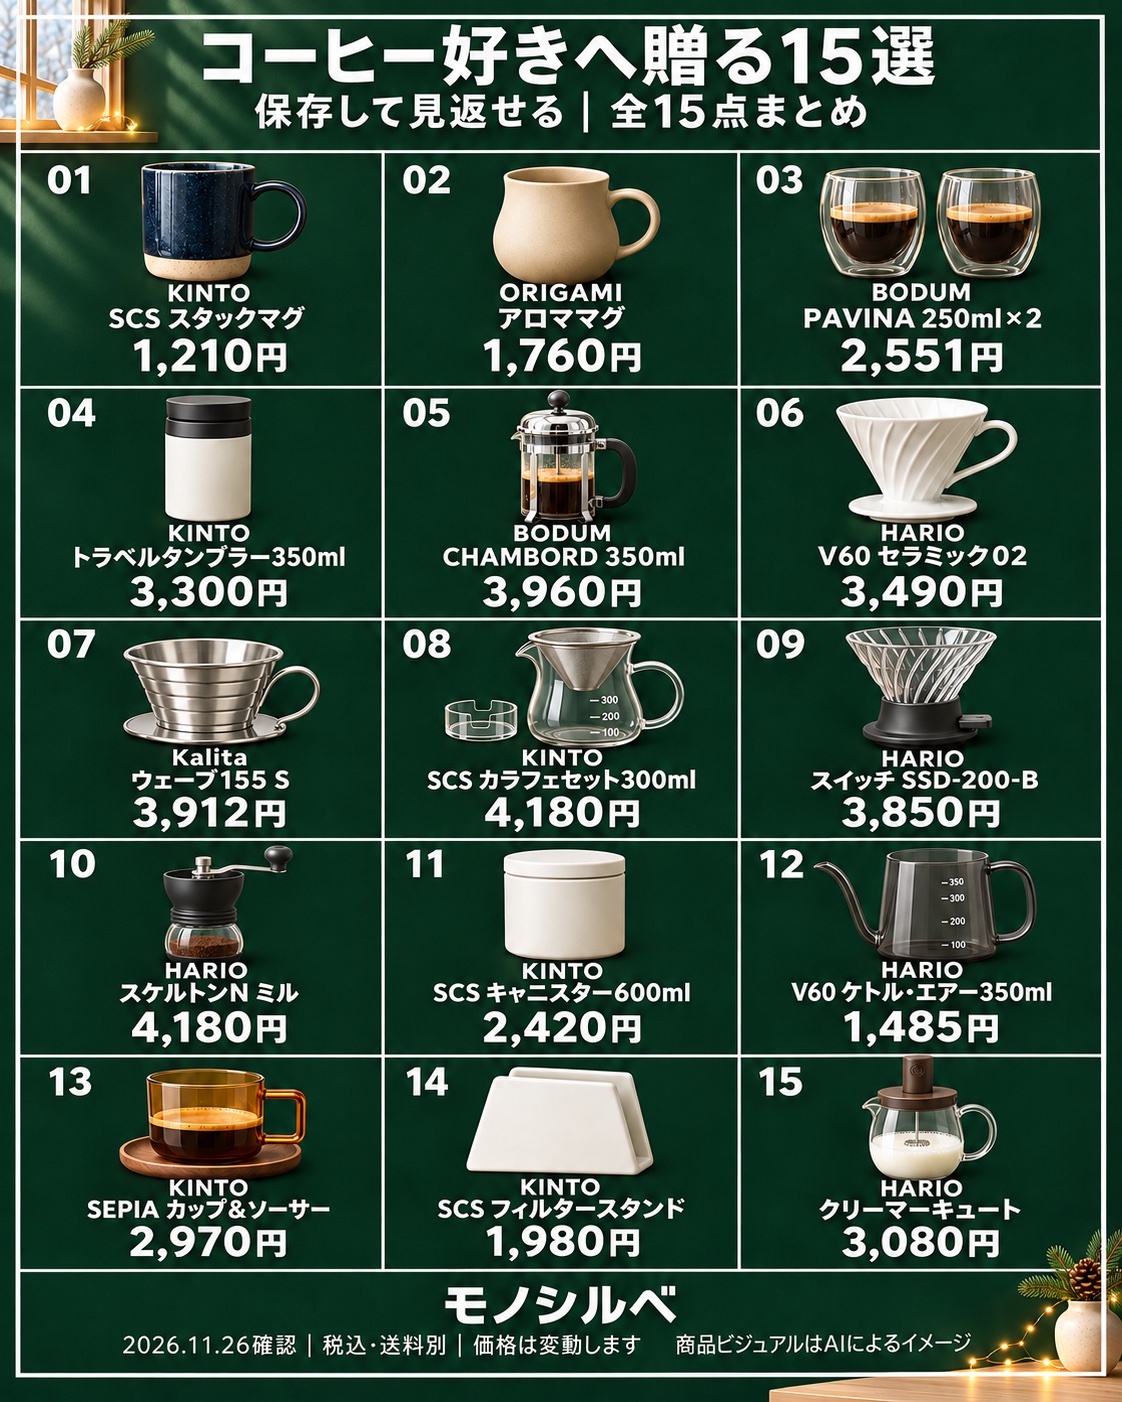 コーヒー好きへ贈る15選
保存して見返せる｜全15点まとめ
01
KINTO
SCS スタックマグ
1,210円
02
ORIGAMI
アロママグ
1,760円
03
BODUM
PAVINA 250ml×2
2,551円
04
KINTO
トラベルタンブラー350ml
3,300円
05
BODUM
CHAMBORD 350ml
3,960円
06
HARIO
V60 セラミック02
3,490円
07
Kalita
ウェーブ155 S
3,912円
08
300
200
100
KINTO
SCS カラフェセット300ml
4,180円
09
HARIO
スイッチ SSD-200-B
3,850円
10
HARIO
スケルトンN ミル
4,180円
11
KINTO
SCS キャニスター600ml
2,420円
12
350
300
200
100
HARIO
V60 ケトル・エアー350ml
1,485円
13
KINTO
SEPIA カップ&ソーサー
2,970円
14
KINTO
SCS フィルタースタンド
1,980円
15
HARIO
クリーマーキュート
3,080円
モノシルベ
2026.11.26確認｜税込・送料別｜価格は変動します 商品ビジュアルはAIによるイメージ